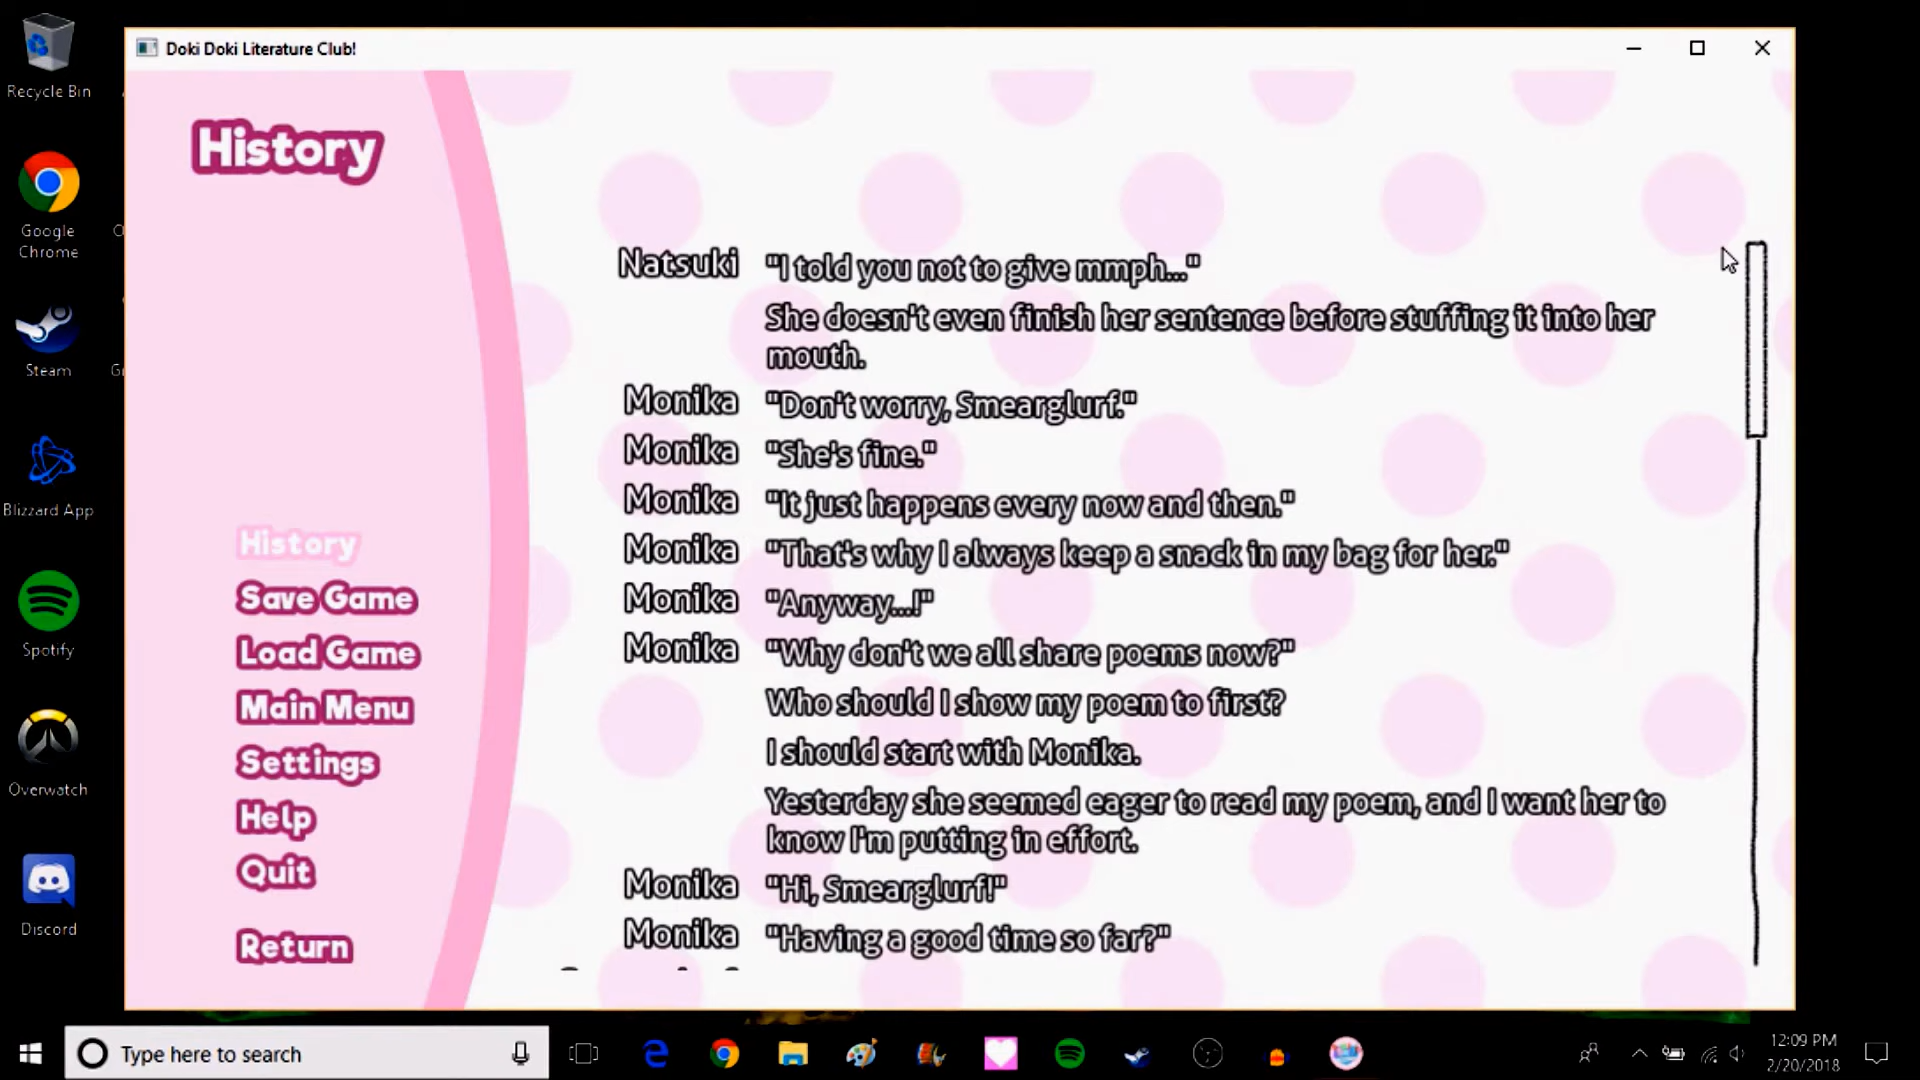 Doki Doki Literature Club!
Recycle Bin
Google
Chrome
Steam
Blizzard App
Spotify
Overwatch
Discord
History
History
Save Game
Load Game
Main Menu
Settings
Help
Quit
Return
Natsuki "I told you not to give mmph..."
She doesn't even finish her sentence before stuffing it into her
mouth.
Monika "Don't worry, Smearglurf."
Monika "She's fine."
Monika "It just happens every now and then."
Monika "That's why I always keep a snack in my bag for her."
Monika "Anyway...!"
Monika "Why don't we all share poems now?"
Who should I show my poem to first?
I should start with Monika.
Yesterday she seemed eager to read my poem, and I want her to
know I'm putting in effort.
Monika "Hi, Smearglurf!"
Monika "Having a good time so far?"
Type here to search
12:09 PM
2/20/2018